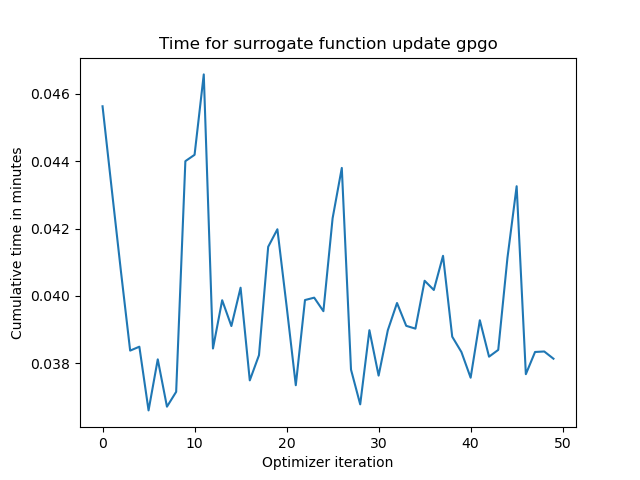 Time for surrogate function update gpgo
0.046
0.044
0.042
0.040
0.038
Cumulative time in minutes
0 10 20 30 40 50
Optimizer iteration